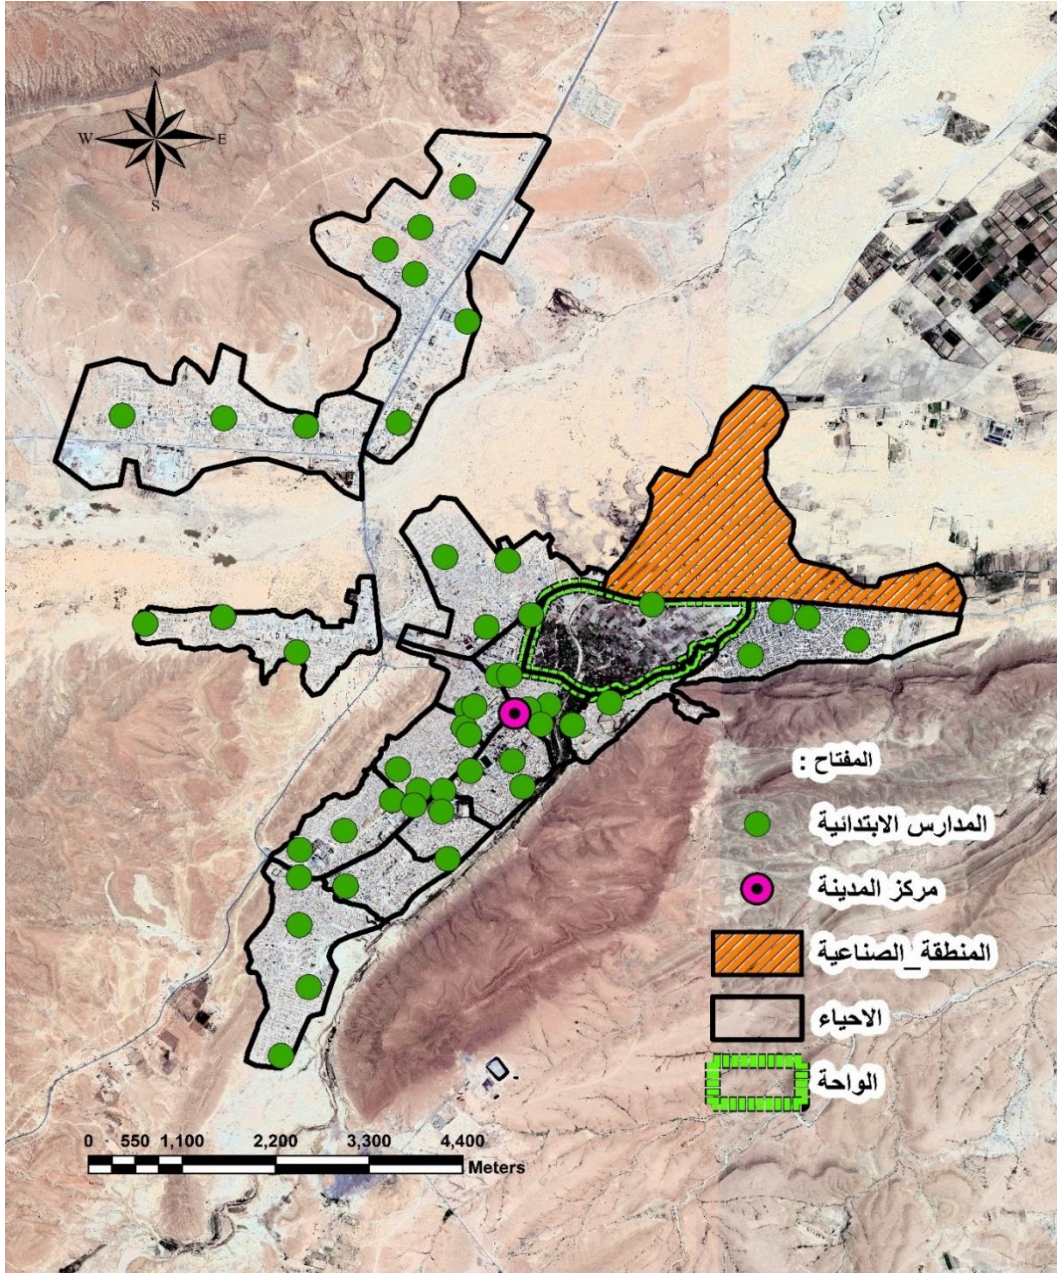 N
W E
S
المفتاح :
المدارس الابتدائية
مركز المدينة
المنطقة_الصناعية
الاحياء
الواحة
0 550 1,100 2,200 3,300 4,400
Meters